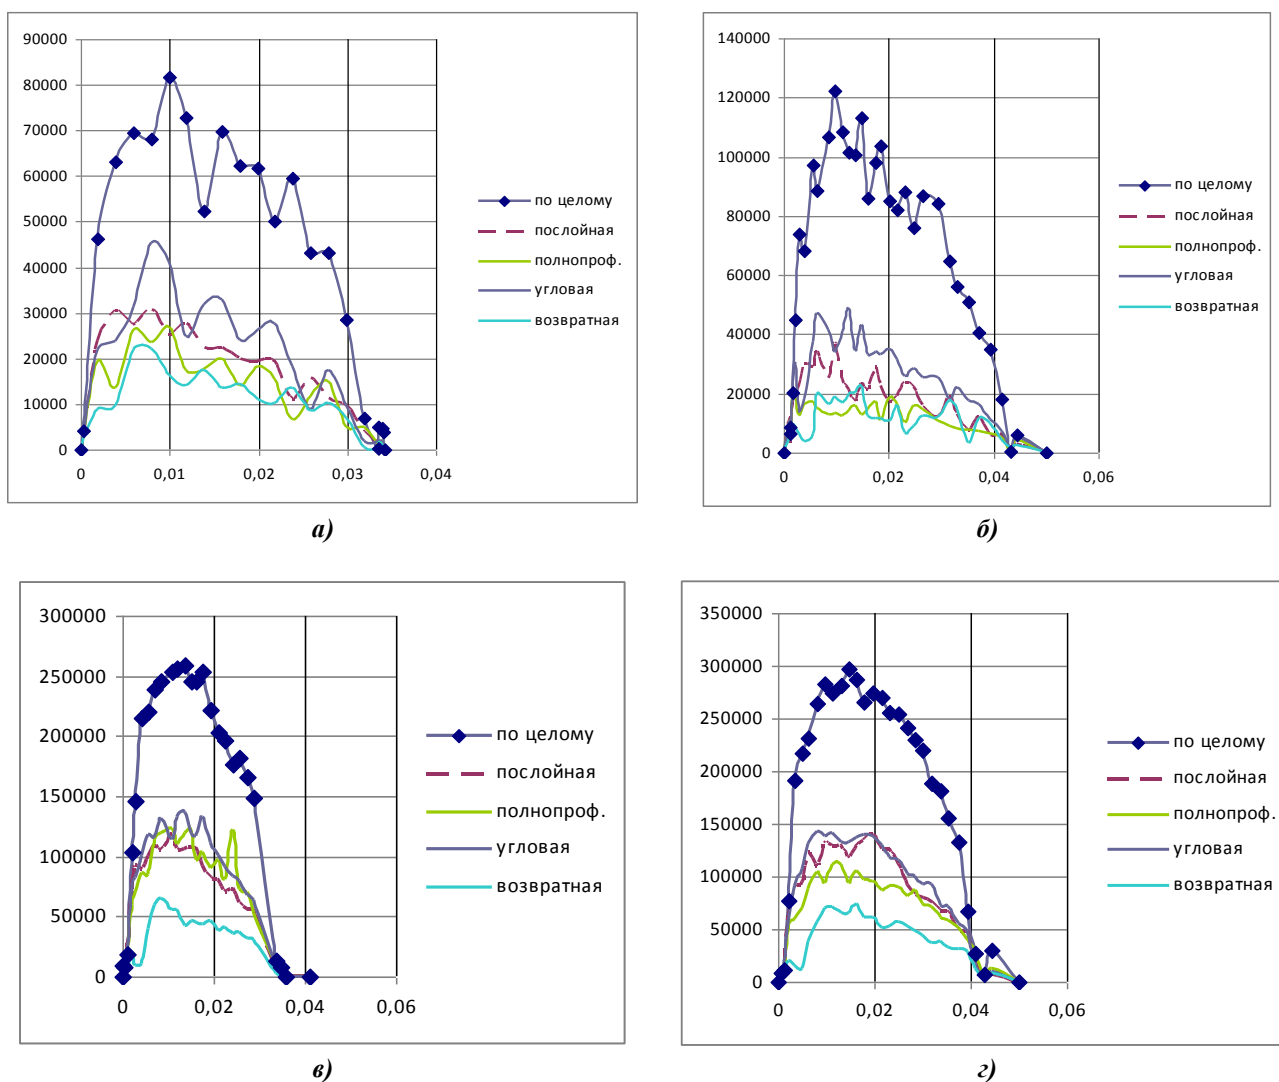 90000
80000
70000
60000
50000
40000
30000
20000
10000
0
0
0,01
0,02
0,03
0,04
по целому
послойная
полнопроф.
угловая
возвратная
а)
140000
120000
100000
80000
60000
40000
20000
0
0
0,02
0,04
0,06
по целому
послойная
полнопроф.
угловая
возвратная
б)
300000
250000
200000
150000
100000
50000
0
0
0,02
0,04
0,06
по целому
послойная
полнопроф.
угловая
возвратная
в)
350000
300000
250000
200000
150000
100000
50000
0
0
0,02
0,04
0,06
по целому
послойная
полнопроф.
угловая
возвратная
г)